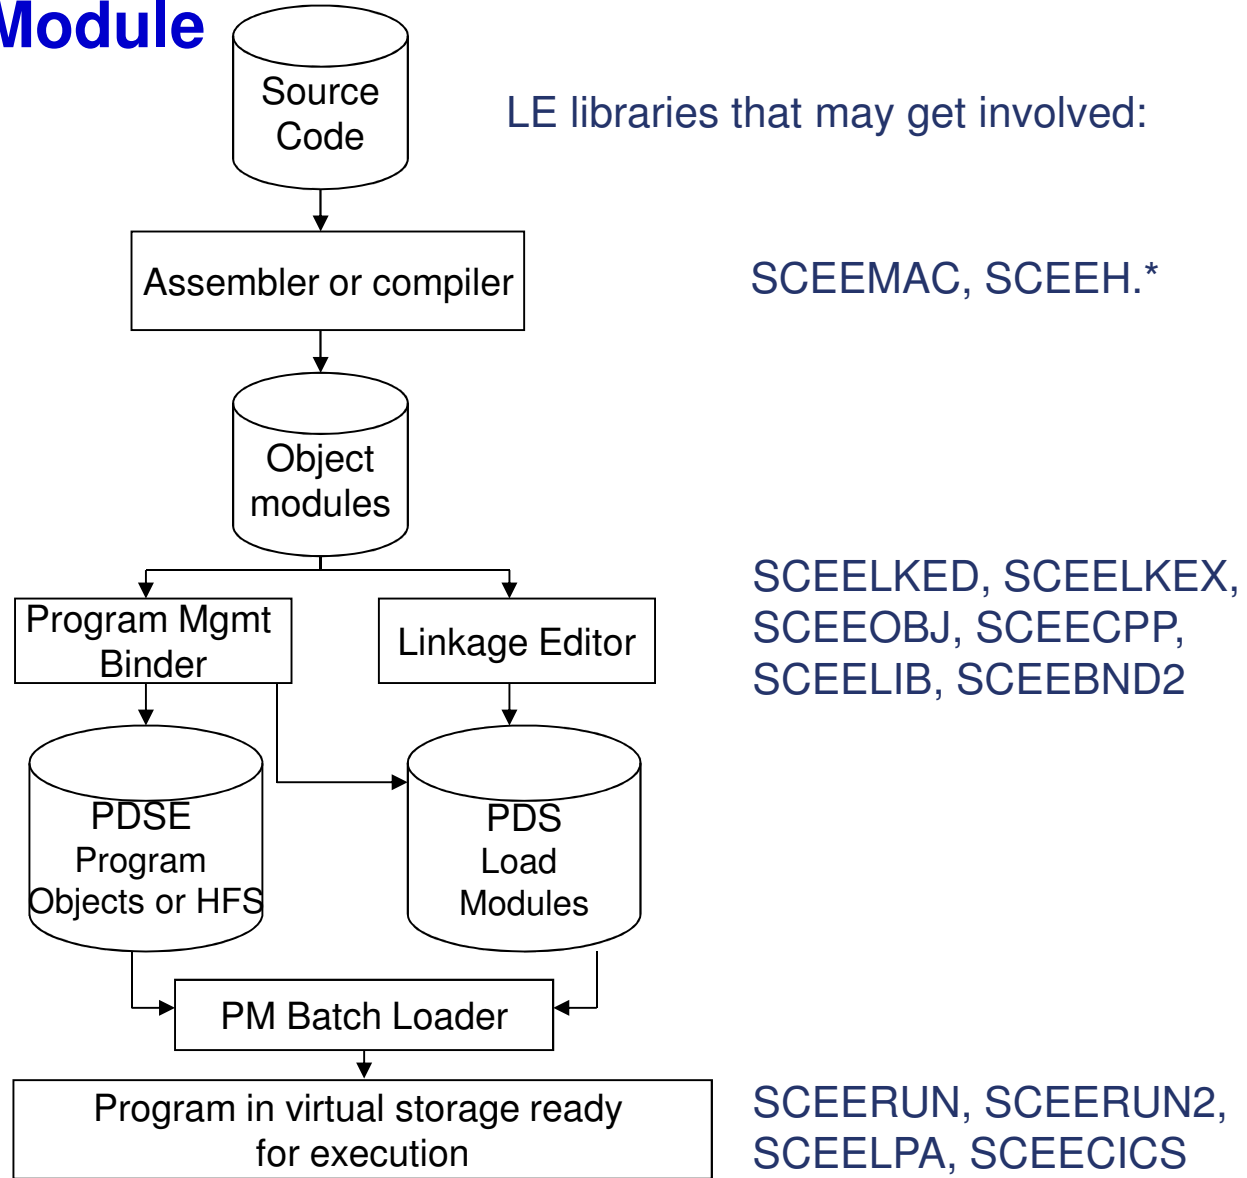 Module
Source
Code
LE libraries that may get involved:
Assembler or compiler
SCEEMAC, SCEEH.*
Object
modules
Program Mgmt
Binder
Linkage Editor
SCEELKED, SCEELKEX,
SCEEOBJ, SCEECPP,
SCEELIB, SCEEBND2
PDSE
Program
Objects or HFS
PDS
Load
Modules
PM Batch Loader
Program in virtual storage ready
for execution
SCEERUN, SCEERUN2,
SCEELPA, SCEECICS